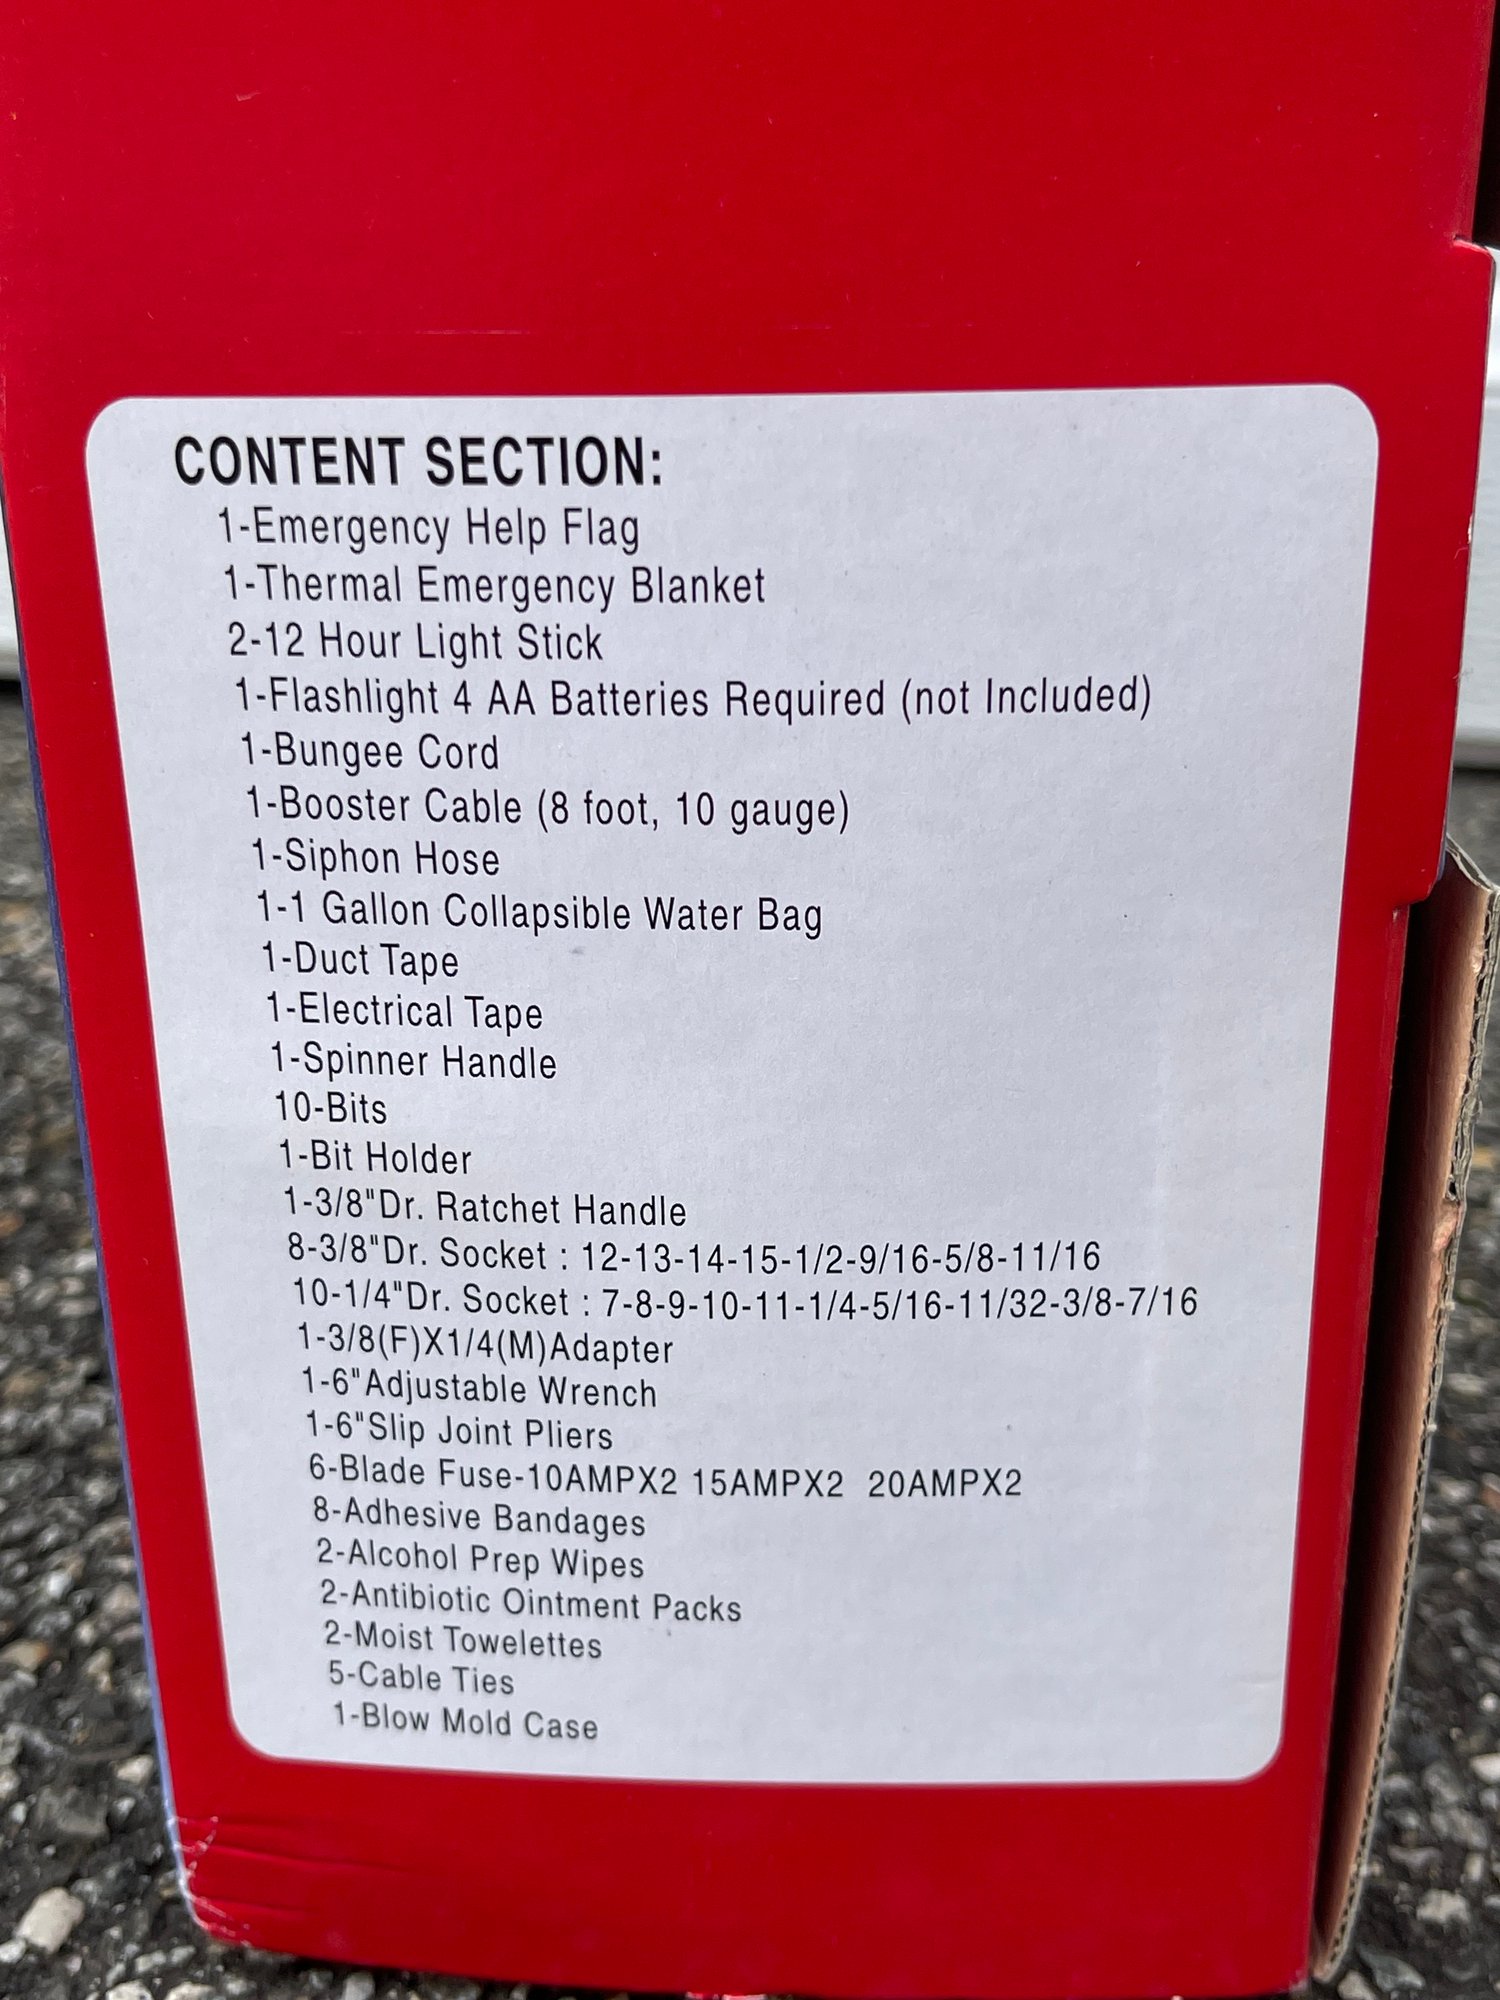 CONTENT SECTION:
1-Emergency Help Flag
1-Thermal Emergency Blanket
2-12 Hour Light Stick
1-Flashlight 4 AA Batteries Required (not Included)
1-Bungee Cord
1-Booster Cable (8 foot, 10 gauge)
1-Siphon Hose
1-1 Gallon Collapsible Water Bag
1-Duct Tape
1-Electrical Tape
1-Spinner Handle
10-Bits
1-Bit Holder
1-3/8"Dr. Ratchet Handle
8-3/8"Dr. Socket : 12-13-14-15-1/2-9/16-5/8-11/16
10-1/4"Dr. Socket : 7-8-9-10-11-1/4-5/16-11/32-3/8-7/16
1-3/8(F)X1/4(M)Adapter
1-6"Adjustable Wrench
1-6"Slip Joint Pliers
6-Blade Fuse-10AMPX2 15AMPX2  20AMPX2
8-Adhesive Bandages
2-Alcohol Prep Wipes
2-Antibiotic Ointment Packs
2-Moist Towelettes
5-Cable Ties
1-Blow Mold Case